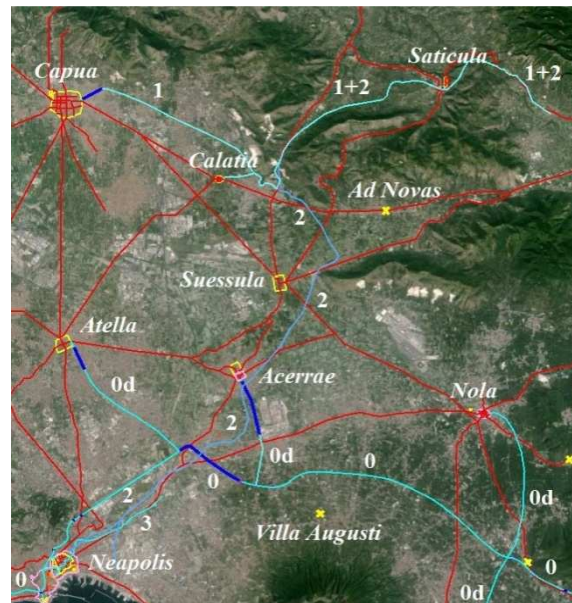 Saticula
Capua
1+2
1+2
1
Calatia
Ad Novas
2
Suessula
2
Atella
0d
Acerrae
Nola
2
0d
0
0
0d
2
3
Villa Augusti
Neapolis
0
0
0d